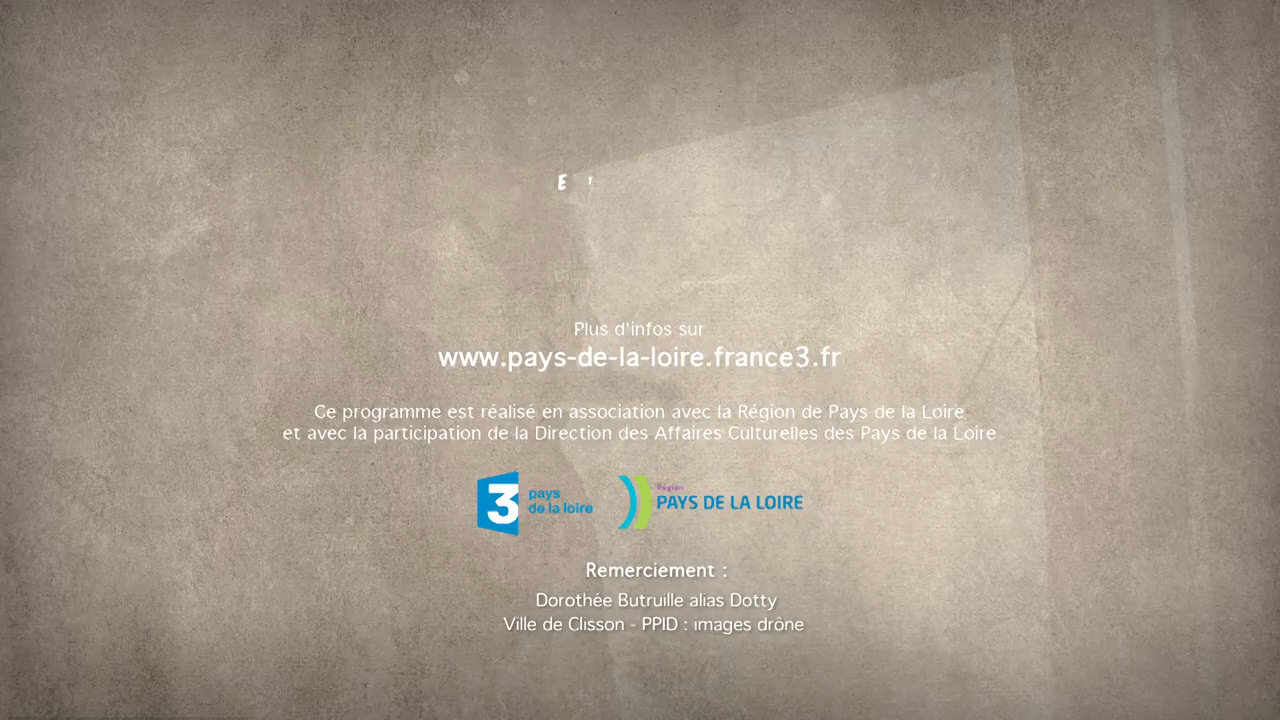 E T
Plus d'infos sur
www.pays-de-la-loire.france3.fr
Ce programme est réalisé en association avec la Région de Pays de la Loire
et avec la participation de la Direction des Affaires Culturelles des Pays de la Loire
3 pays
de la loire
Région
PAYS DE LA LOIRE
Remerciement :
Dorothée Butruille alias Dotty
Ville de Clisson - PPID : images drône